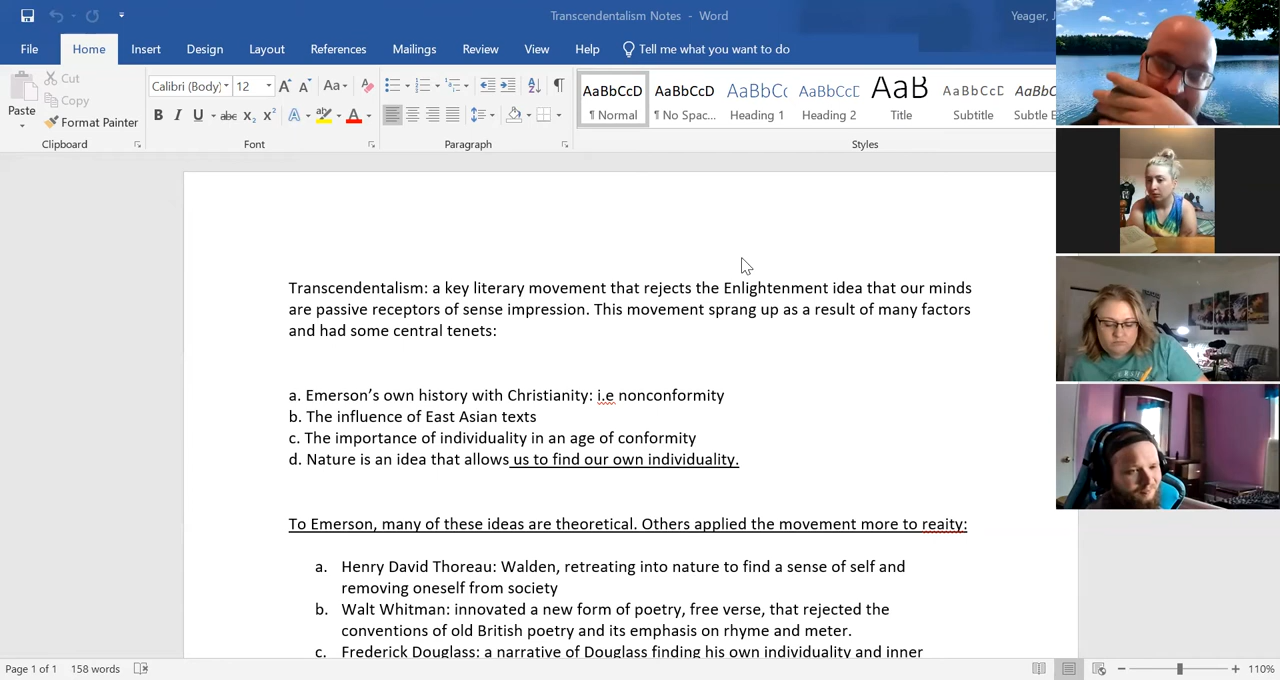 Transcendentalism Notes - Word
Yeager, J
File Home Insert Design Layout References Mailings Review View Help Tell me what you want to do
Paste
Cut
Copy
Format Painter
Calibri (Body) 12
AaBbCcD AaBbCcD AaBbCc AaBbCcD AaB AaBbCcD AaBbCcD
¶ Normal ¶ No Spac... Heading 1 Heading 2 Title Subtitle Subtle E
Clipboard Font Paragraph Styles
Transcendentalism: a key literary movement that rejects the Enlightenment idea that our minds
are passive receptors of sense impression. This movement sprang up as a result of many factors
and had some central tenets:
a. Emerson’s own history with Christianity: i.e nonconformity
b. The influence of East Asian texts
c. The importance of individuality in an age of conformity
d. Nature is an idea that allows us to find our own individuality.
To Emerson, many of these ideas are theoretical. Others applied the movement more to reaity:
a. Henry David Thoreau: Walden, retreating into nature to find a sense of self and
removing oneself from society
b. Walt Whitman: innovated a new form of poetry, free verse, that rejected the
conventions of old British poetry and its emphasis on rhyme and meter.
c. Frederick Douglass: a narrative of Douglass finding his own individuality and inner
Page 1 of 1 158 words 110%